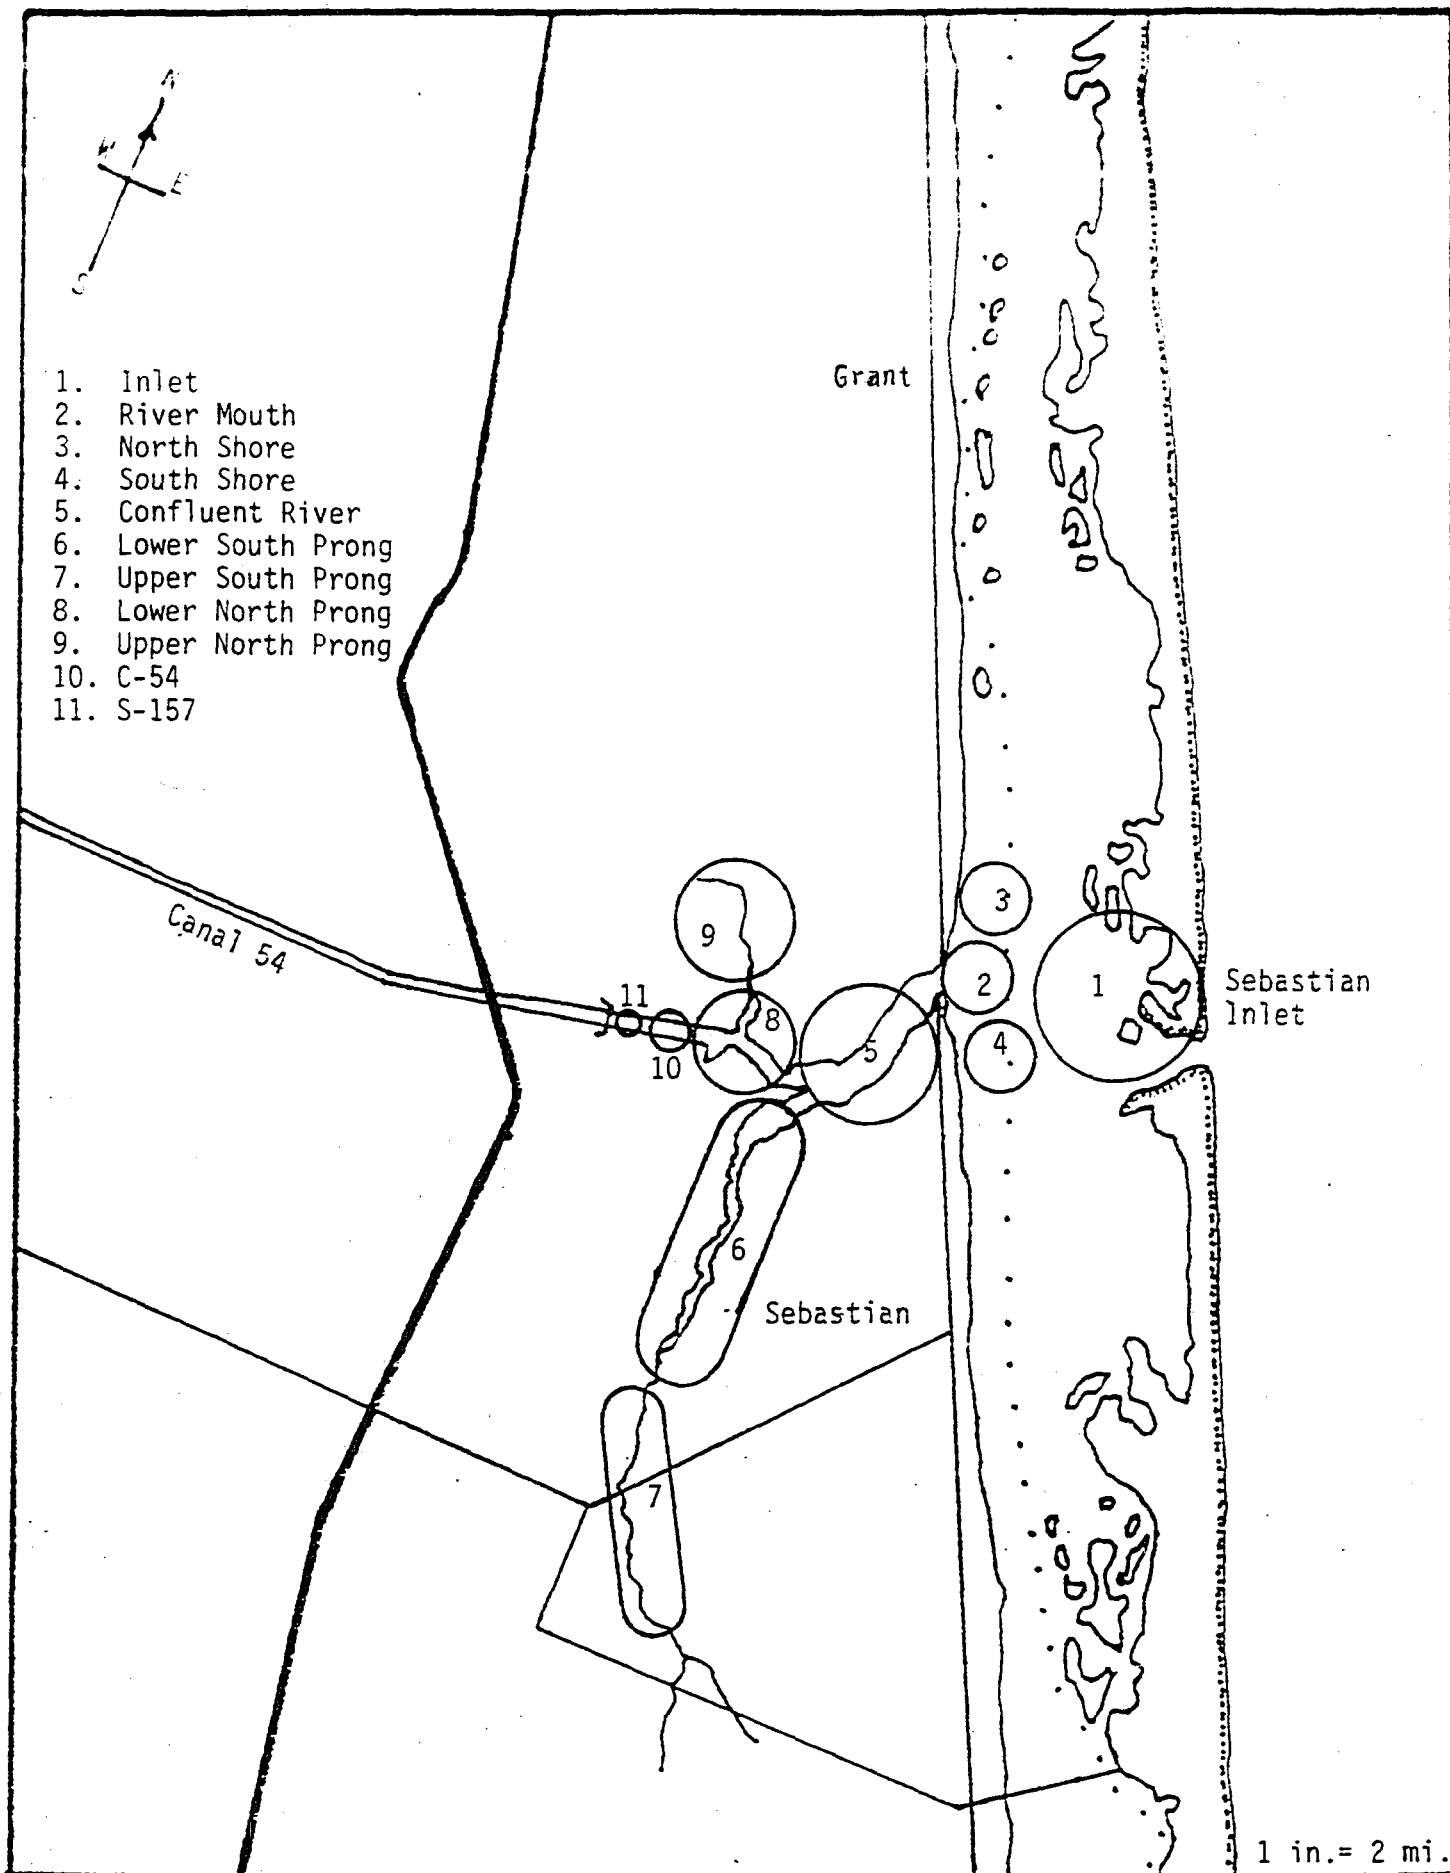 N
W
E
S
1. Inlet
2. River Mouth
3. North Shore
4. South Shore
5. Confluent River
6. Lower South Prong
7. Upper South Prong
8. Lower North Prong
9. Upper North Prong
10. C-54
11. S-157
Grant
Canal 54
3
9
2
1
Sebastian
Inlet
11
8
10
5
4
6
Sebastian
7
1 in.= 2 mi.